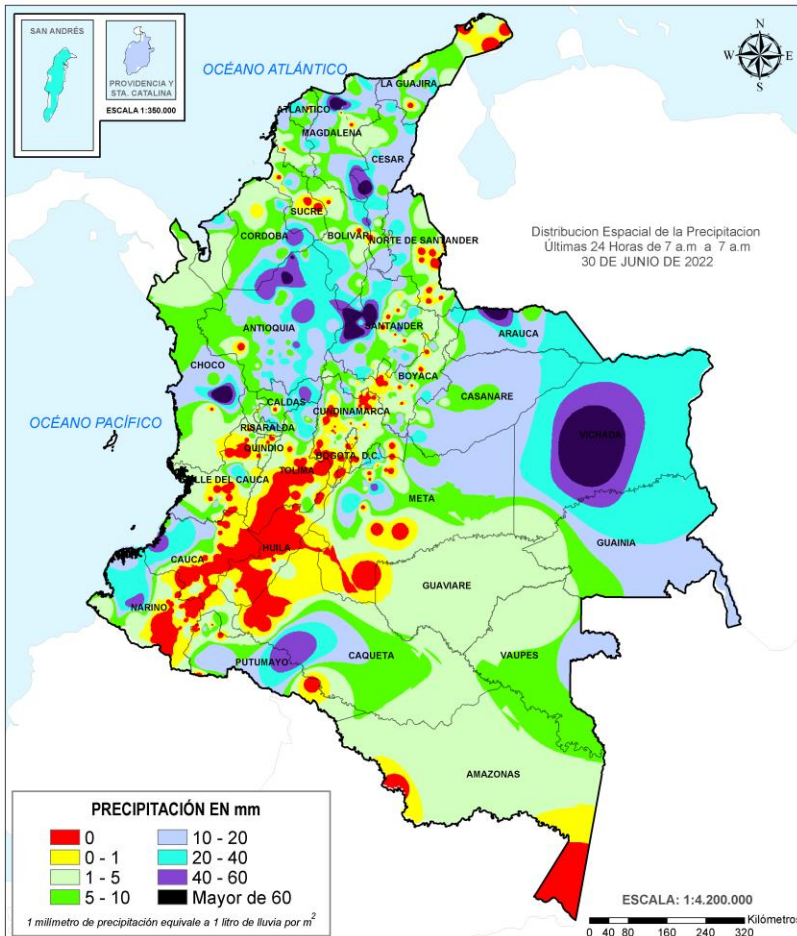 SAN ANDRÉS
PROVIDENCIA Y
STA. CATALINA
ESCALA 1:350.000
OCÉANO ATLÁNTICO
N
W E
S
LA GUAJIRA
ATLANTICO
MAGDALENA
CESAR
SUCRE
CORDOBA
BOLIVAR
NORTE DE SANTANDER
Distribucion Espacial de la Precipitacion
Últimas 24 Horas de 7 a.m a 7 a.m
30 DE JUNIO DE 2022
ANTIOQUIA
SANTANDER
ARAUCA
CHOCO
BOYACA
CASANARE
OCÉANO PACÍFICO
CALDAS
CUNDINAMARCA
RISARALDA
VICHADA
QUINDIO
BOGOTA, D.C.
TOLIMA
VALLE DEL CAUCA
META
GUAINIA
CAUCA
HUILA
GUAVIARE
NARIÑO
CAQUETA
VAUPES
PUTUMAYO
AMAZONAS
PRECIPITACIÓN EN mm
0 10 - 20
0 - 1 20 - 40
1 - 5 40 - 60
5 - 10 Mayor de 60
1 milímetro de precipitación equivale a 1 litro de lluvia por m²
ESCALA: 1:4.200.000
Kilómetros
0 40 80 160 240 320